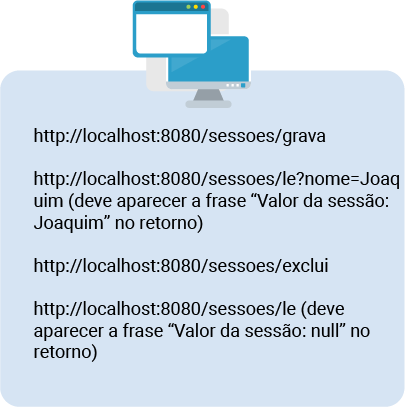 http://localhost:8080/sessoes/grava
http://localhost:8080/sessoes/le?nome=Joaq
uim (deve aparecer a frase “Valor da sessão:
Joaquim” no retorno)
http://localhost:8080/sessoes/exclui
http://localhost:8080/sessoes/le (deve
aparecer a frase “Valor da sessão: null” no
retorno)